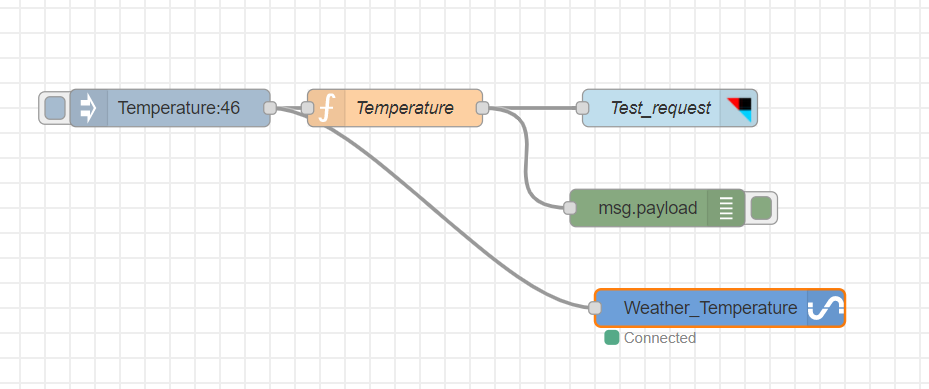 Temperature:46
Temperature
Test_request
msg.payload
Weather_Temperature
Connected